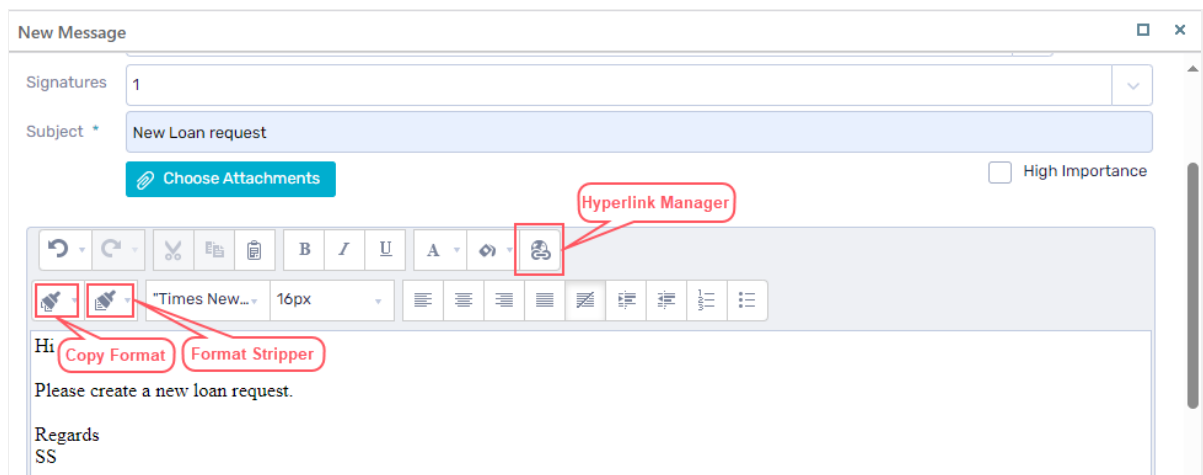 New Message
Signatures 1
Subject * New Loan request
Choose Attachments High Importance
Hyperlink Manager
B I U A
"Times New... 16px
Hi
Copy Format Format Stripper
Please create a new loan request.
Regards
SS